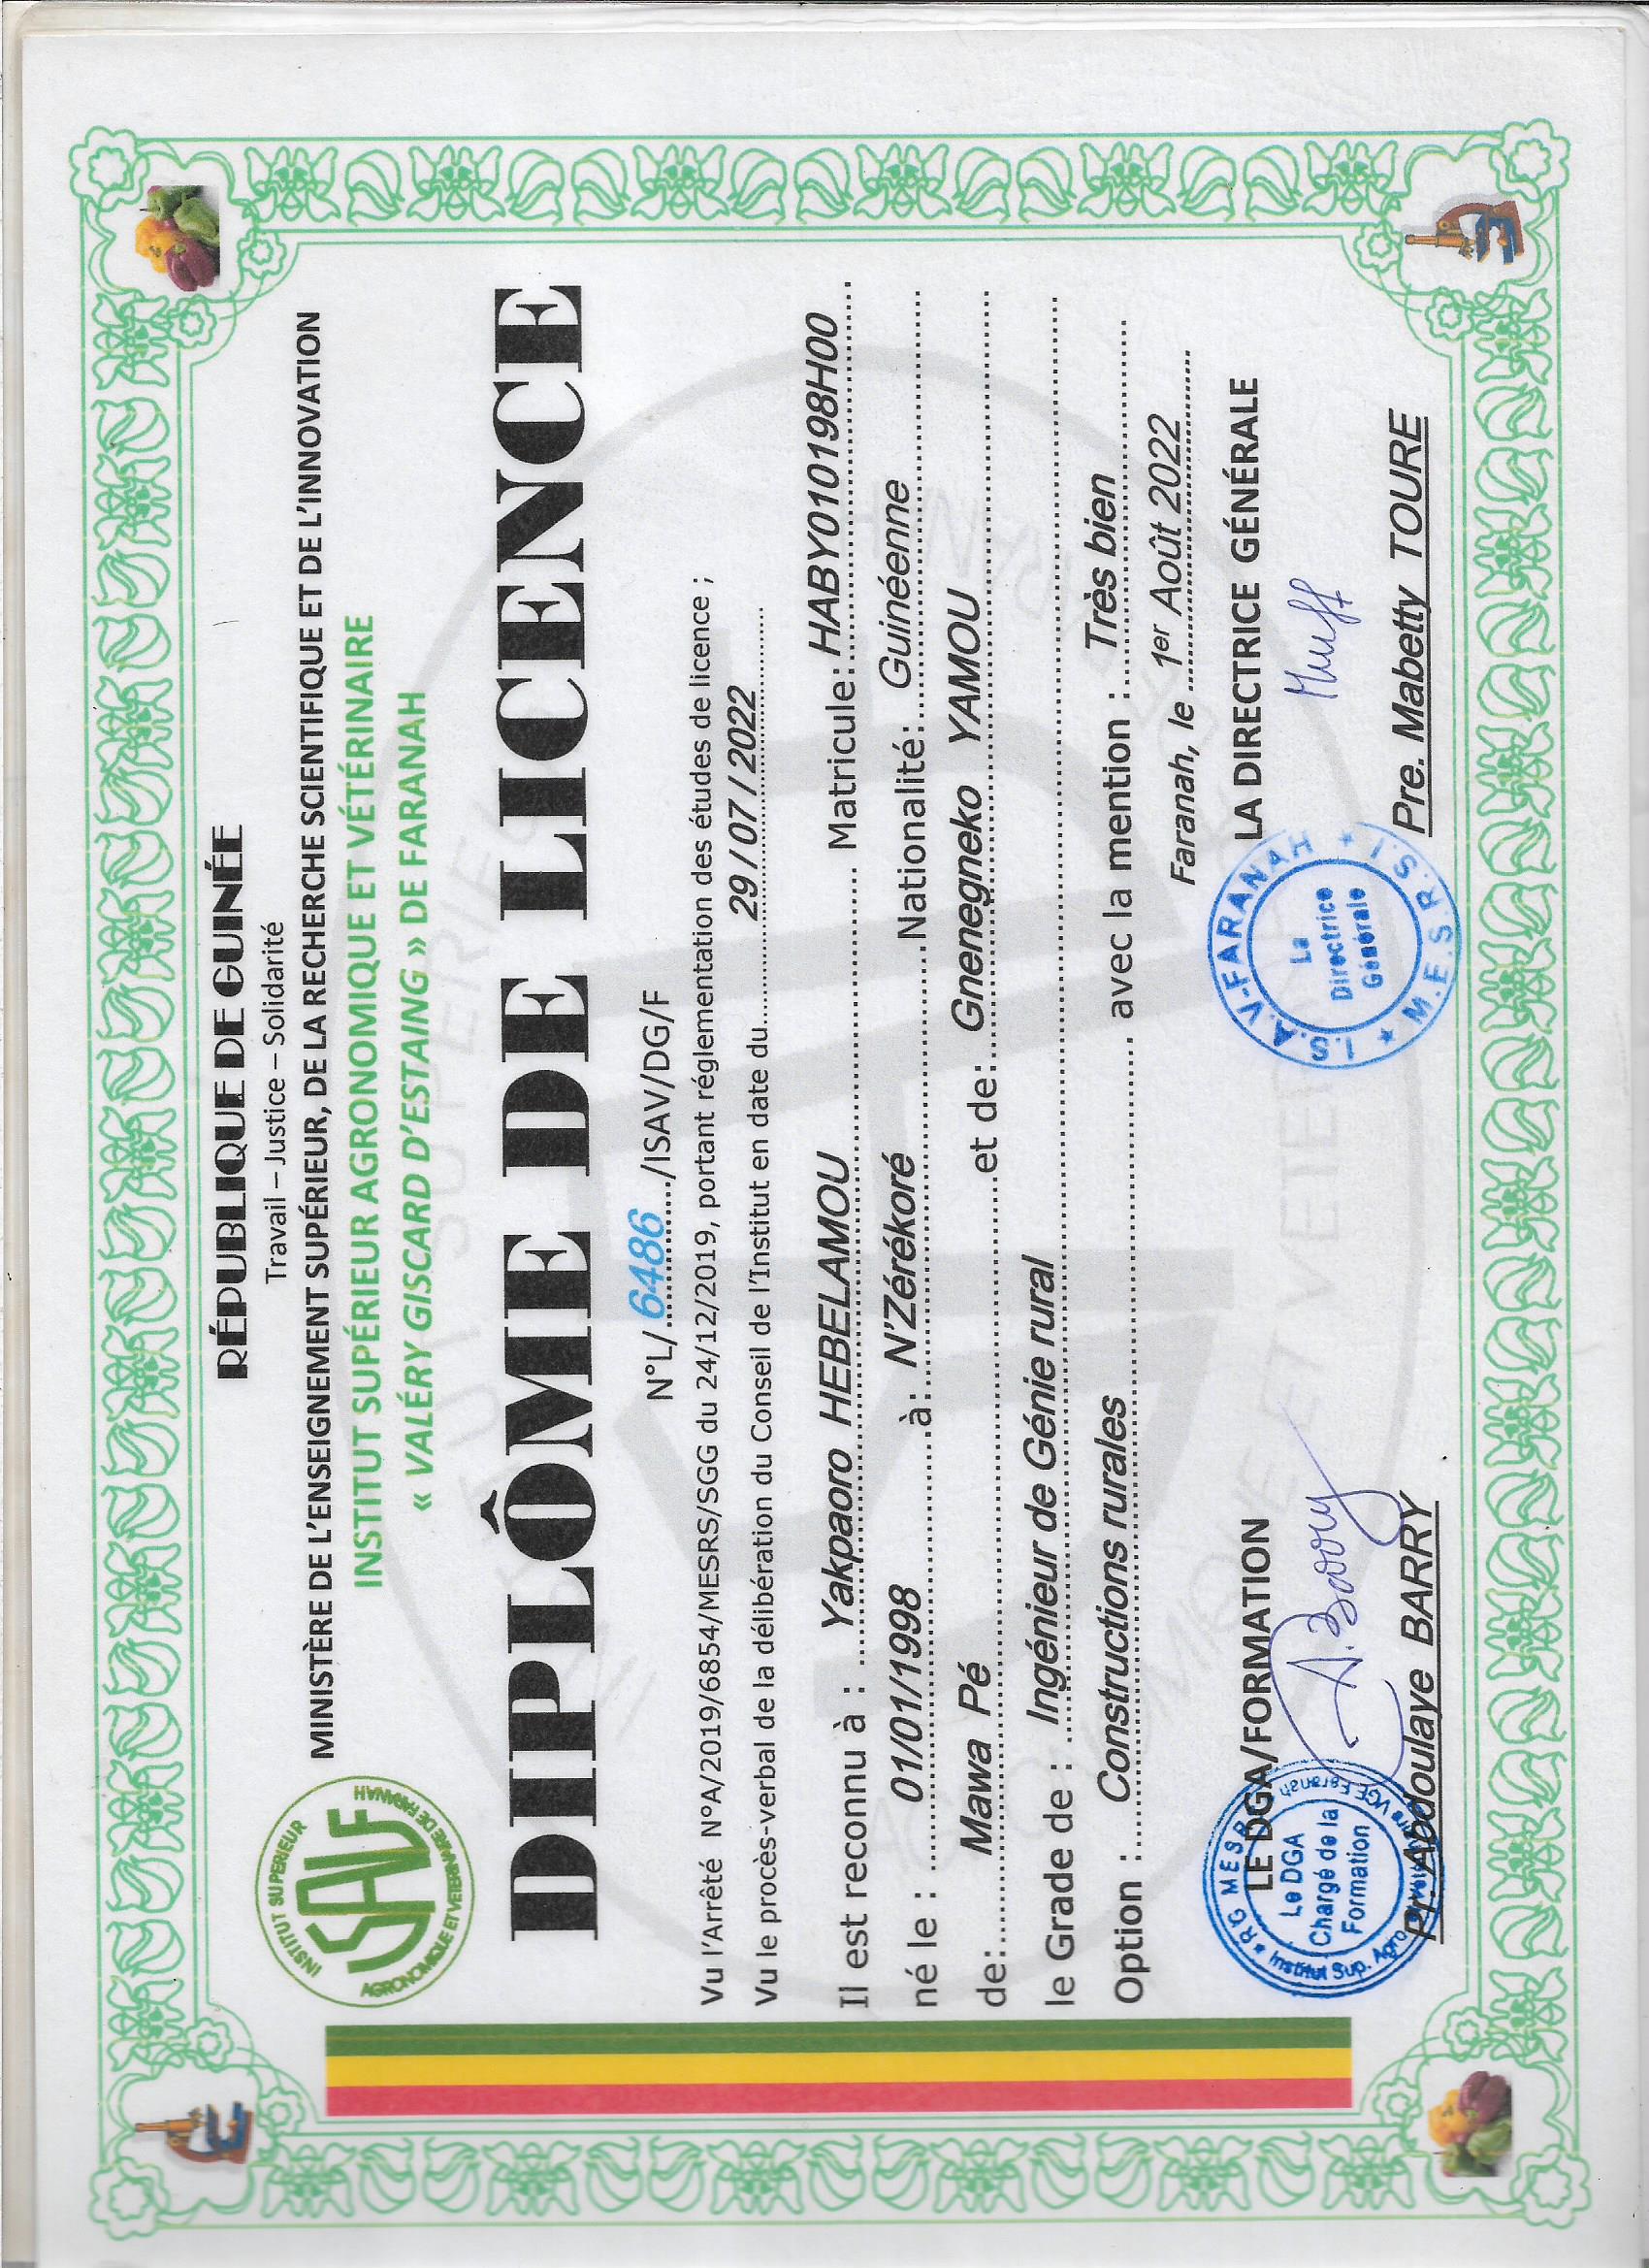 RÉPUBLIQUE DE GUINÉE
Travail – Justice – Solidarité
MINISTÈRE DE L'ENSEIGNEMENT SUPÉRIEUR, DE LA RECHERCHE SCIENTIFIQUE ET DE L'INNOVATION
INSTITUT SUPÉRIEUR AGRONOMIQUE ET VÉTÉRINAIRE
« VALÉRY GISCARD D'ESTAING » DE FARANAH
INSTITUT SUPERIEUR
ISAVF
AGRONOMIQUE ET VETERINAIRE DE FARANAH
DIPLÔME DE LICENCE
N°L/ 6486 /ISAV/DG/F
Vu l'Arrêté N°A/2019/6854/MESRS/SGG du 24/12/2019, portant réglementation des études de licence ;
Vu le procès-verbal de la délibération du Conseil de l'Institut en date du 29 / 07 / 2022
Il est reconnu à : Yakpaoro HEBELAMOU Matricule: HABY010198H00
né le : 01/01/1998 à : N'Zérékoré Nationalité: Guinéenne
de: Mawa Pé et de: Gnenegneko YAMOU
le Grade de : Ingénieur de Génie rural
Option : Constructions rurales avec la mention : Très bien
Faranah, le 1er Août 2022
LE DGA/FORMATION LA DIRECTRICE GÉNÉRALE
Le DGA
Chargé de la
Formation
A. Barry
I.S.A.V-FARANAH
La
Directrice
Générale
M.E.S.R.S.I
Pr. Abdoulaye BARRY Pre. Mabetty TOURE